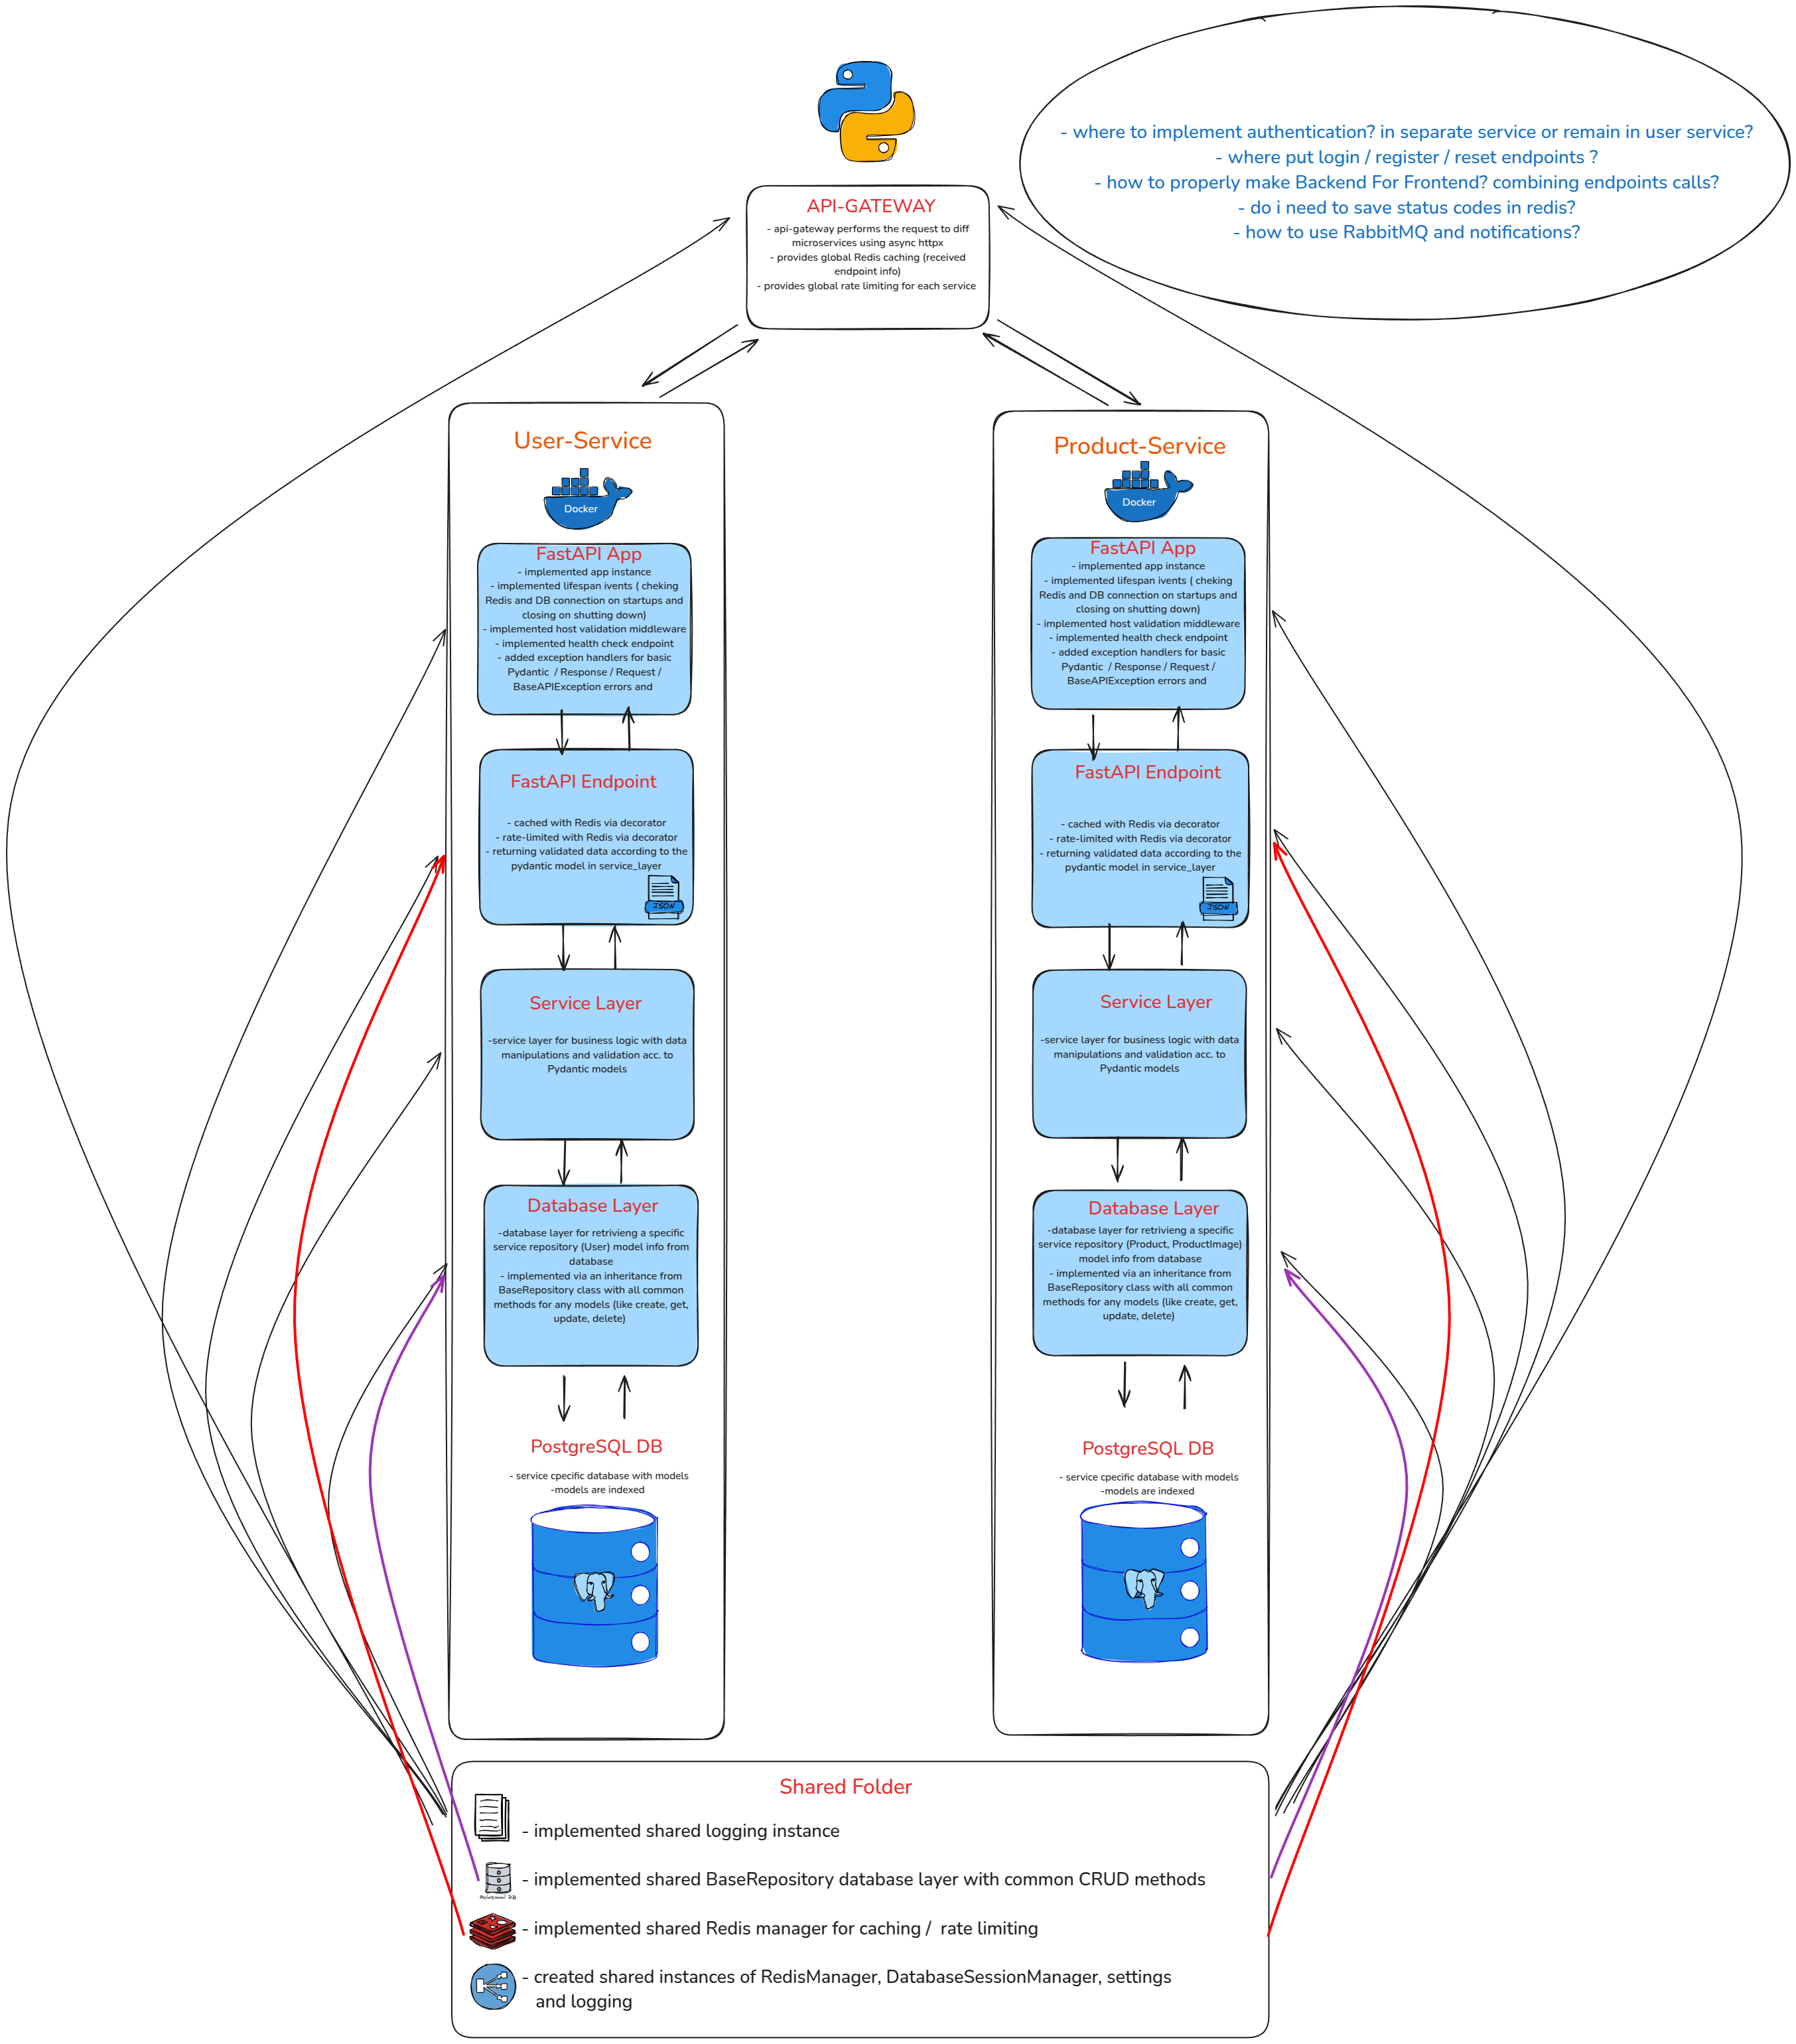 - where to implement authentication? in separate service or remain in user service?
- where put login / register / reset endpoints ?
- how to properly make Backend For Frontend? combining endpoints calls?
- do i need to save status codes in redis?
- how to use RabbitMQ and notifications?
API-GATEWAY
- api-gateway performs the request to diff
microservices using async httpx
- provides global Redis caching (received
endpoint info)
- provides global rate limiting for each service
User-Service
Docker
FastAPI App
- implemented app instance
- implemented lifespan ivents ( cheking
Redis and DB connection on startups and
closing on shutting down)
- implemented host validation middleware
- implemented health check endpoint
- added exception handlers for basic
Pydantic / Response / Request /
BaseAPIException errors and
FastAPI Endpoint
- cached with Redis via decorator
- rate-limited with Redis via decorator
- returning validated data according to the
pydantic model in service_layer
JSON
Service Layer
-service layer for business logic with data
manipulations and validation acc. to
Pydantic models
Database Layer
-database layer for retrivieng a specific
service repository (User) model info from
database
- implemented via an inheritance from
BaseRepository class with all common
methods for any models (like create, get,
update, delete)
PostgreSQL DB
- service cpecific database with models
-models are indexed
Product-Service
Docker
FastAPI App
- implemented app instance
- implemented lifespan ivents ( cheking
Redis and DB connection on startups and
closing on shutting down)
- implemented host validation middleware
- implemented health check endpoint
- added exception handlers for basic
Pydantic / Response / Request /
BaseAPIException errors and
FastAPI Endpoint
- cached with Redis via decorator
- rate-limited with Redis via decorator
- returning validated data according to the
pydantic model in service_layer
JSON
Service Layer
-service layer for business logic with data
manipulations and validation acc. to
Pydantic models
Database Layer
-database layer for retrivieng a specific
service repository (Product, ProductImage)
model info from database
- implemented via an inheritance from
BaseRepository class with all common
methods for any models (like create, get,
update, delete)
PostgreSQL DB
- service cpecific database with models
-models are indexed
Shared Folder
- implemented shared logging instance
- implemented shared BaseRepository database layer with common CRUD methods
Relational DB
- implemented shared Redis manager for caching / rate limiting
- created shared instances of RedisManager, DatabaseSessionManager, settings
and logging